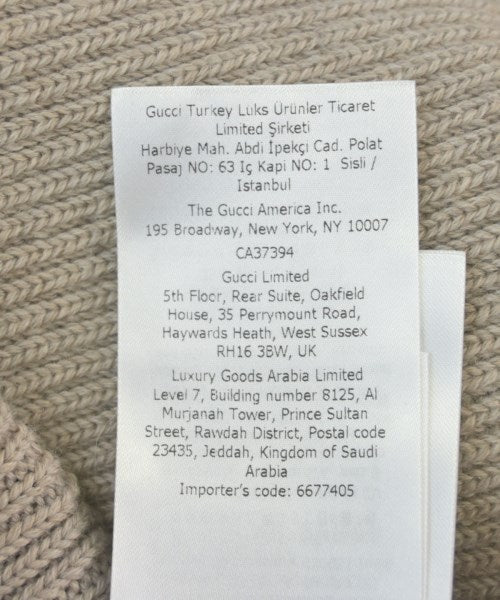 Gucci Turkey Luks Ürünler Ticaret
Limited Şirketi
Harbiye Mah. Abdi İpekçi Cad. Polat
Pasaj NO: 63 Iç Kapi NO: 1 Sisli /
Istanbul
The Gucci America Inc.
195 Broadway, New York, NY 10007
CA37394
Gucci Limited
5th Floor, Rear Suite, Oakfield
House, 35 Perrymount Road,
Haywards Heath, West Sussex
RH16 3BW, UK
Luxury Goods Arabia Limited
Level 7, Building number 8125, Al
Murjanah Tower, Prince Sultan
Street, Rawdah District, Postal code
23435, Jeddah, Kingdom of Saudi
Arabia
Importer's code: 6677405